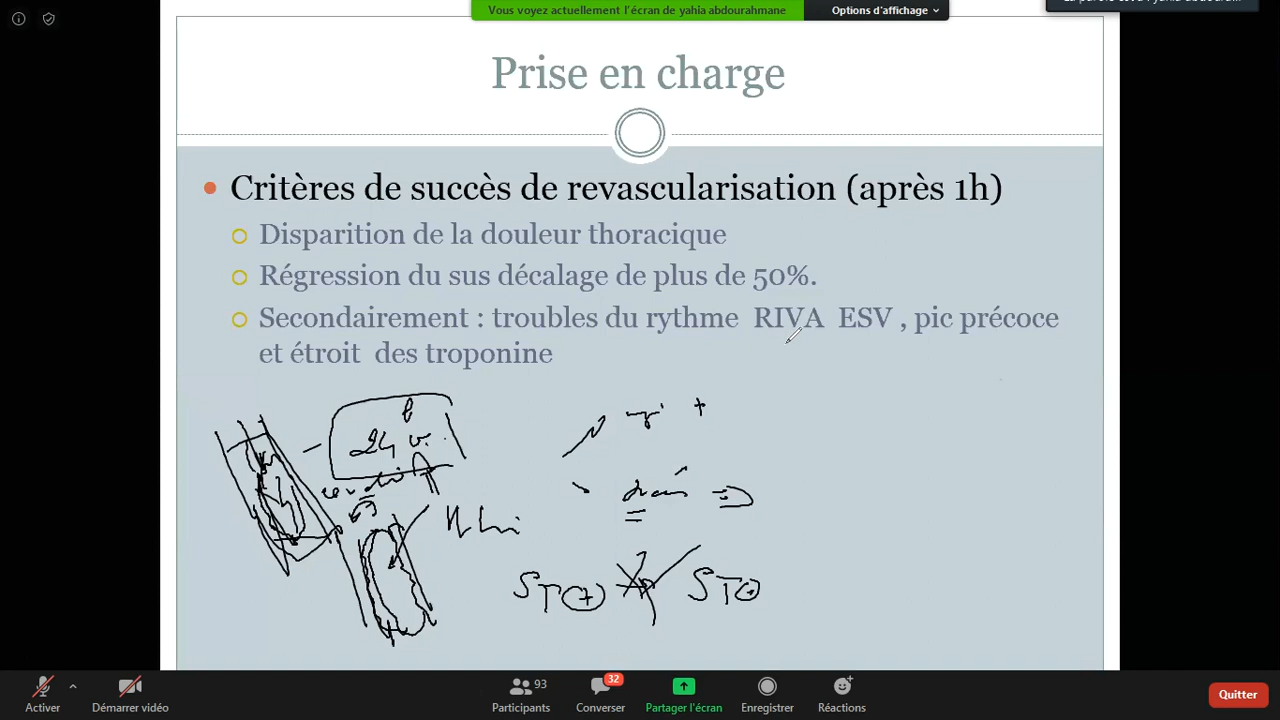 Vous voyez actuellement l'écran de yahia abdourahmane
Options d'affichage
Prise en charge
Critères de succès de revascularisation (après 1h)
Disparition de la douleur thoracique
Régression du sus décalage de plus de 50%.
Secondairement : troubles du rythme RIVA ESV , pic précoce
et étroit des troponine
24
+
ST+
ST+
Activer
Démarrer vidéo
93
Participants
32
Converser
Partager l'écran
Enregistrer
Réactions
Quitter